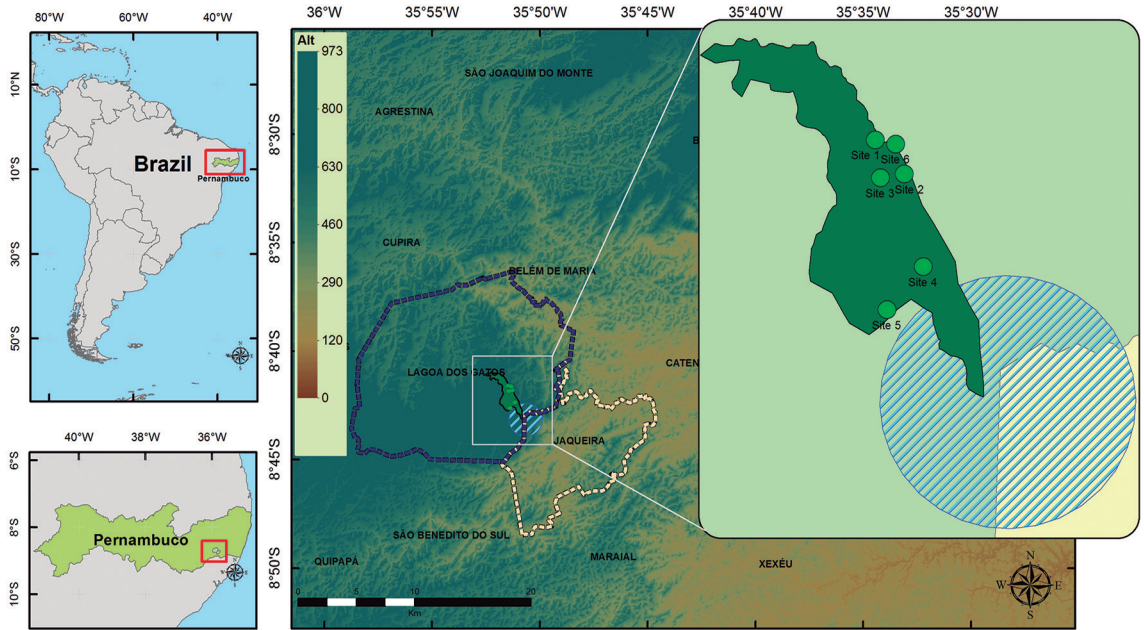 80°W 60°W 40°W
10°N
10°S
30°S
50°S
Brazil
Pernambuco
W E
N
S
40°W 38°W 36°W
6°S
8°S
10°S
Pernambuco
36°W 35°55'W 35°50'W 35°45'W 35°40'W 35°34'W 35°30'W
8°30'S
8°35'S
8°40'S
8°45'S
8°50'S
Alt
973
800
630
460
290
120
0
SÃO JOAQUIM DO MONTE
AGRESTINA
B
CUPIRA
BELÉM DE MARIA
LAGOA DOS GATOS
CATEN
JAQUEIRA
SÃO BENEDITO DO SUL
QUIPAPÁ
MARAIAL
XEXÉU
0 5 10 20
Km
Site 1
Site 6
Site 3
Site 2
Site 4
Site 5
N
W E
S